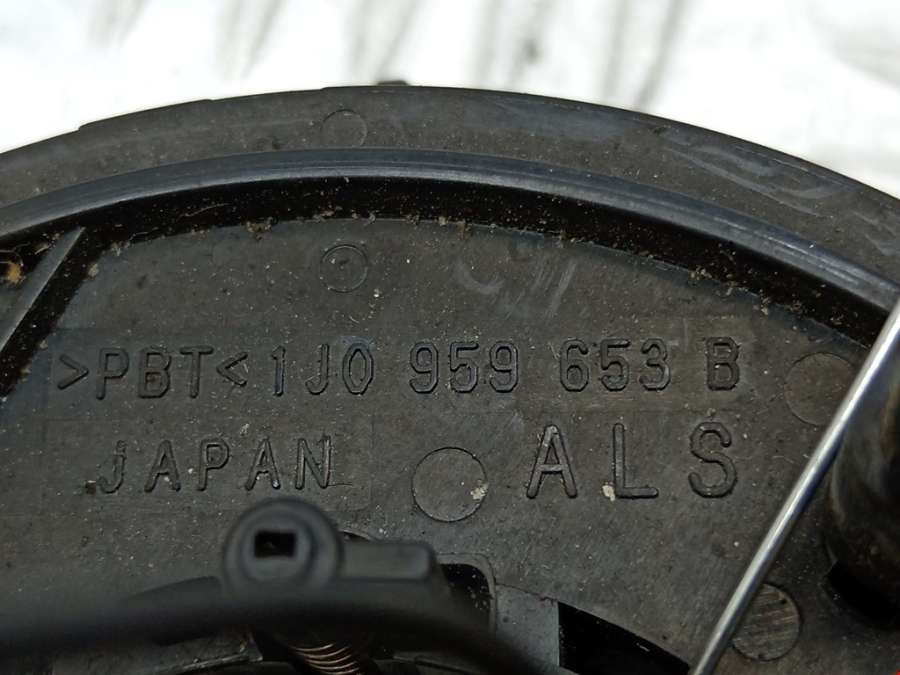 >PBT< 1J0 959 653 B
JAPAN ALS